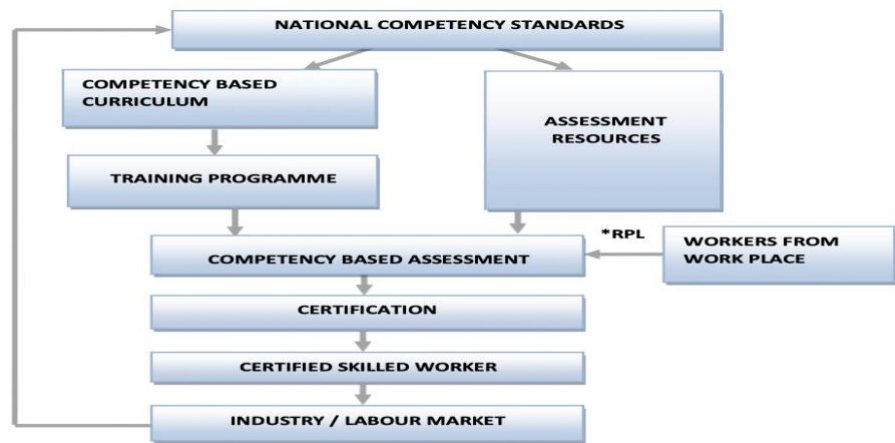 NATIONAL COMPETENCY STANDARDS
COMPETENCY BASED
CURRICULUM
ASSESSMENT
RESOURCES
TRAINING PROGRAMME
*RPL
WORKERS FROM
WORK PLACE
COMPETENCY BASED ASSESSMENT
CERTIFICATION
CERTIFIED SKILLED WORKER
INDUSTRY / LABOUR MARKET